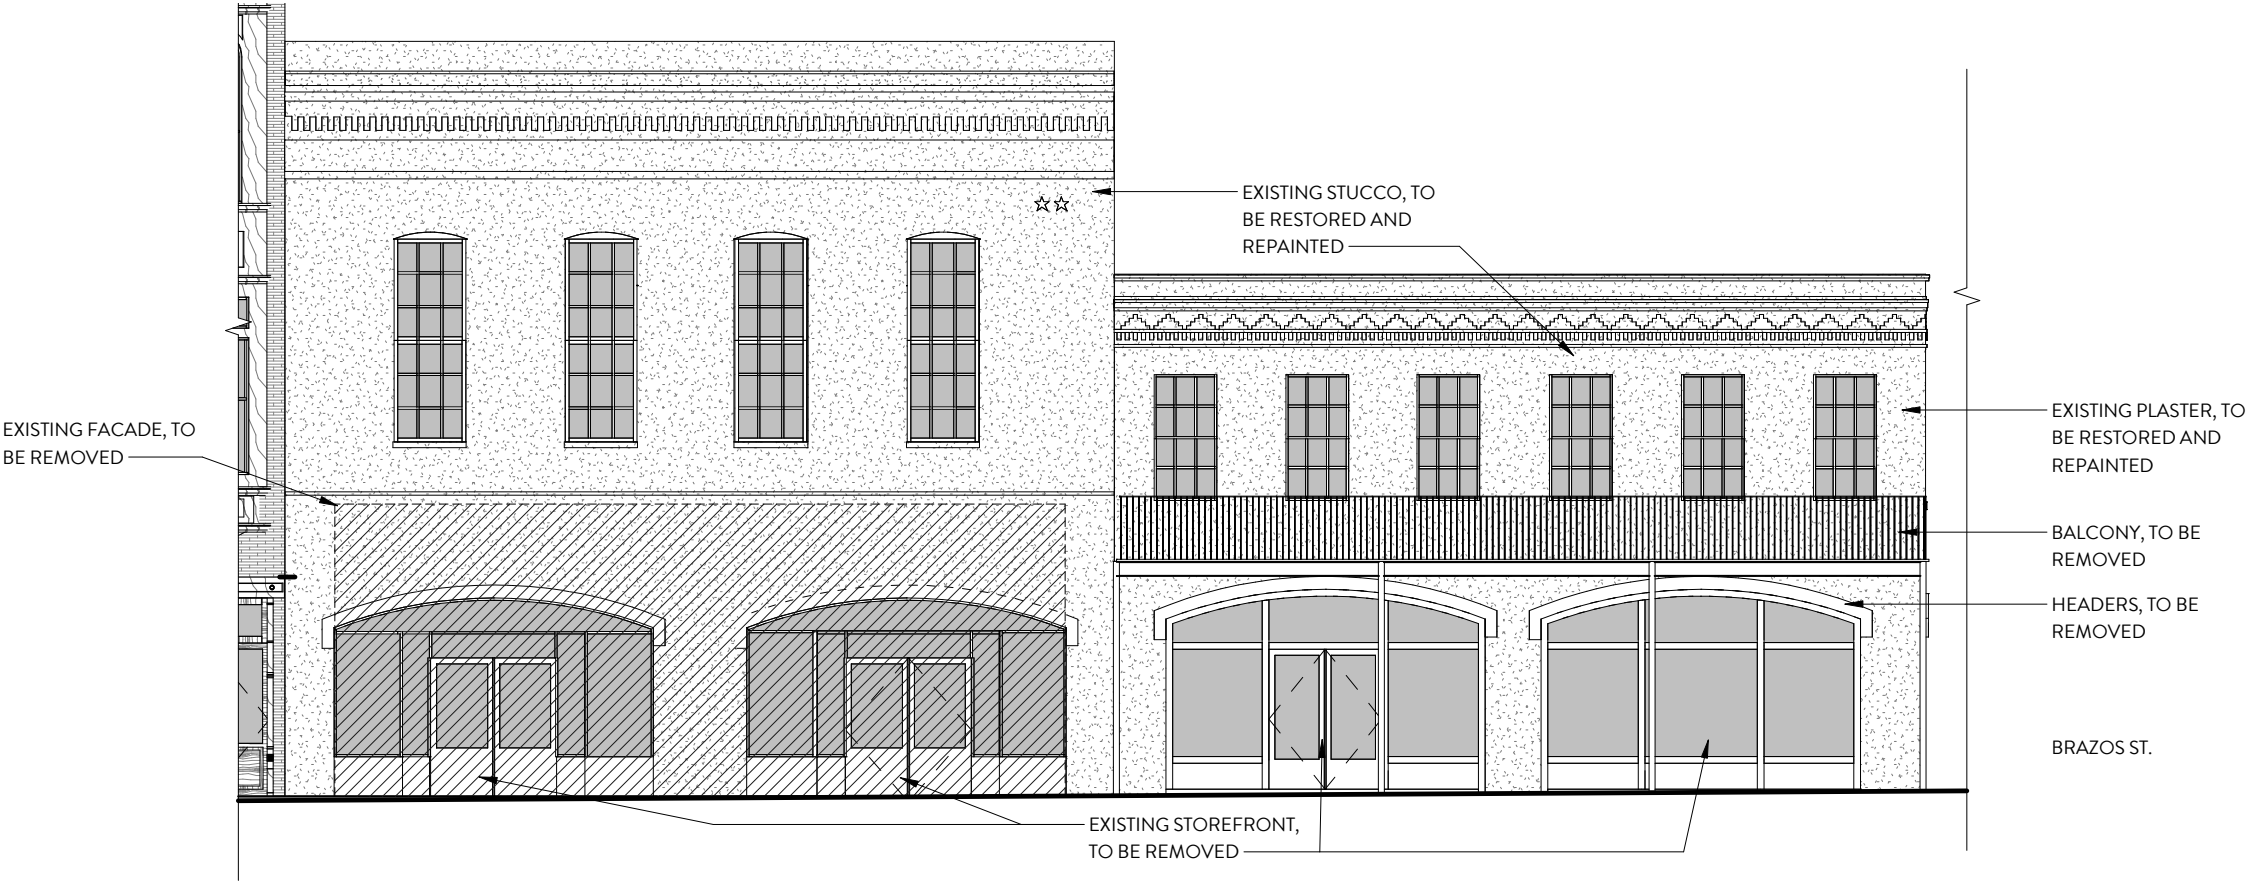 EXISTING STUCCO, TO
BE RESTORED AND
REPAINTED
EXISTING FACADE, TO
BE REMOVED
EXISTING PLASTER, TO
BE RESTORED AND
REPAINTED
BALCONY, TO BE
REMOVED
HEADERS, TO BE
REMOVED
BRAZOS ST.
EXISTING STOREFRONT,
TO BE REMOVED